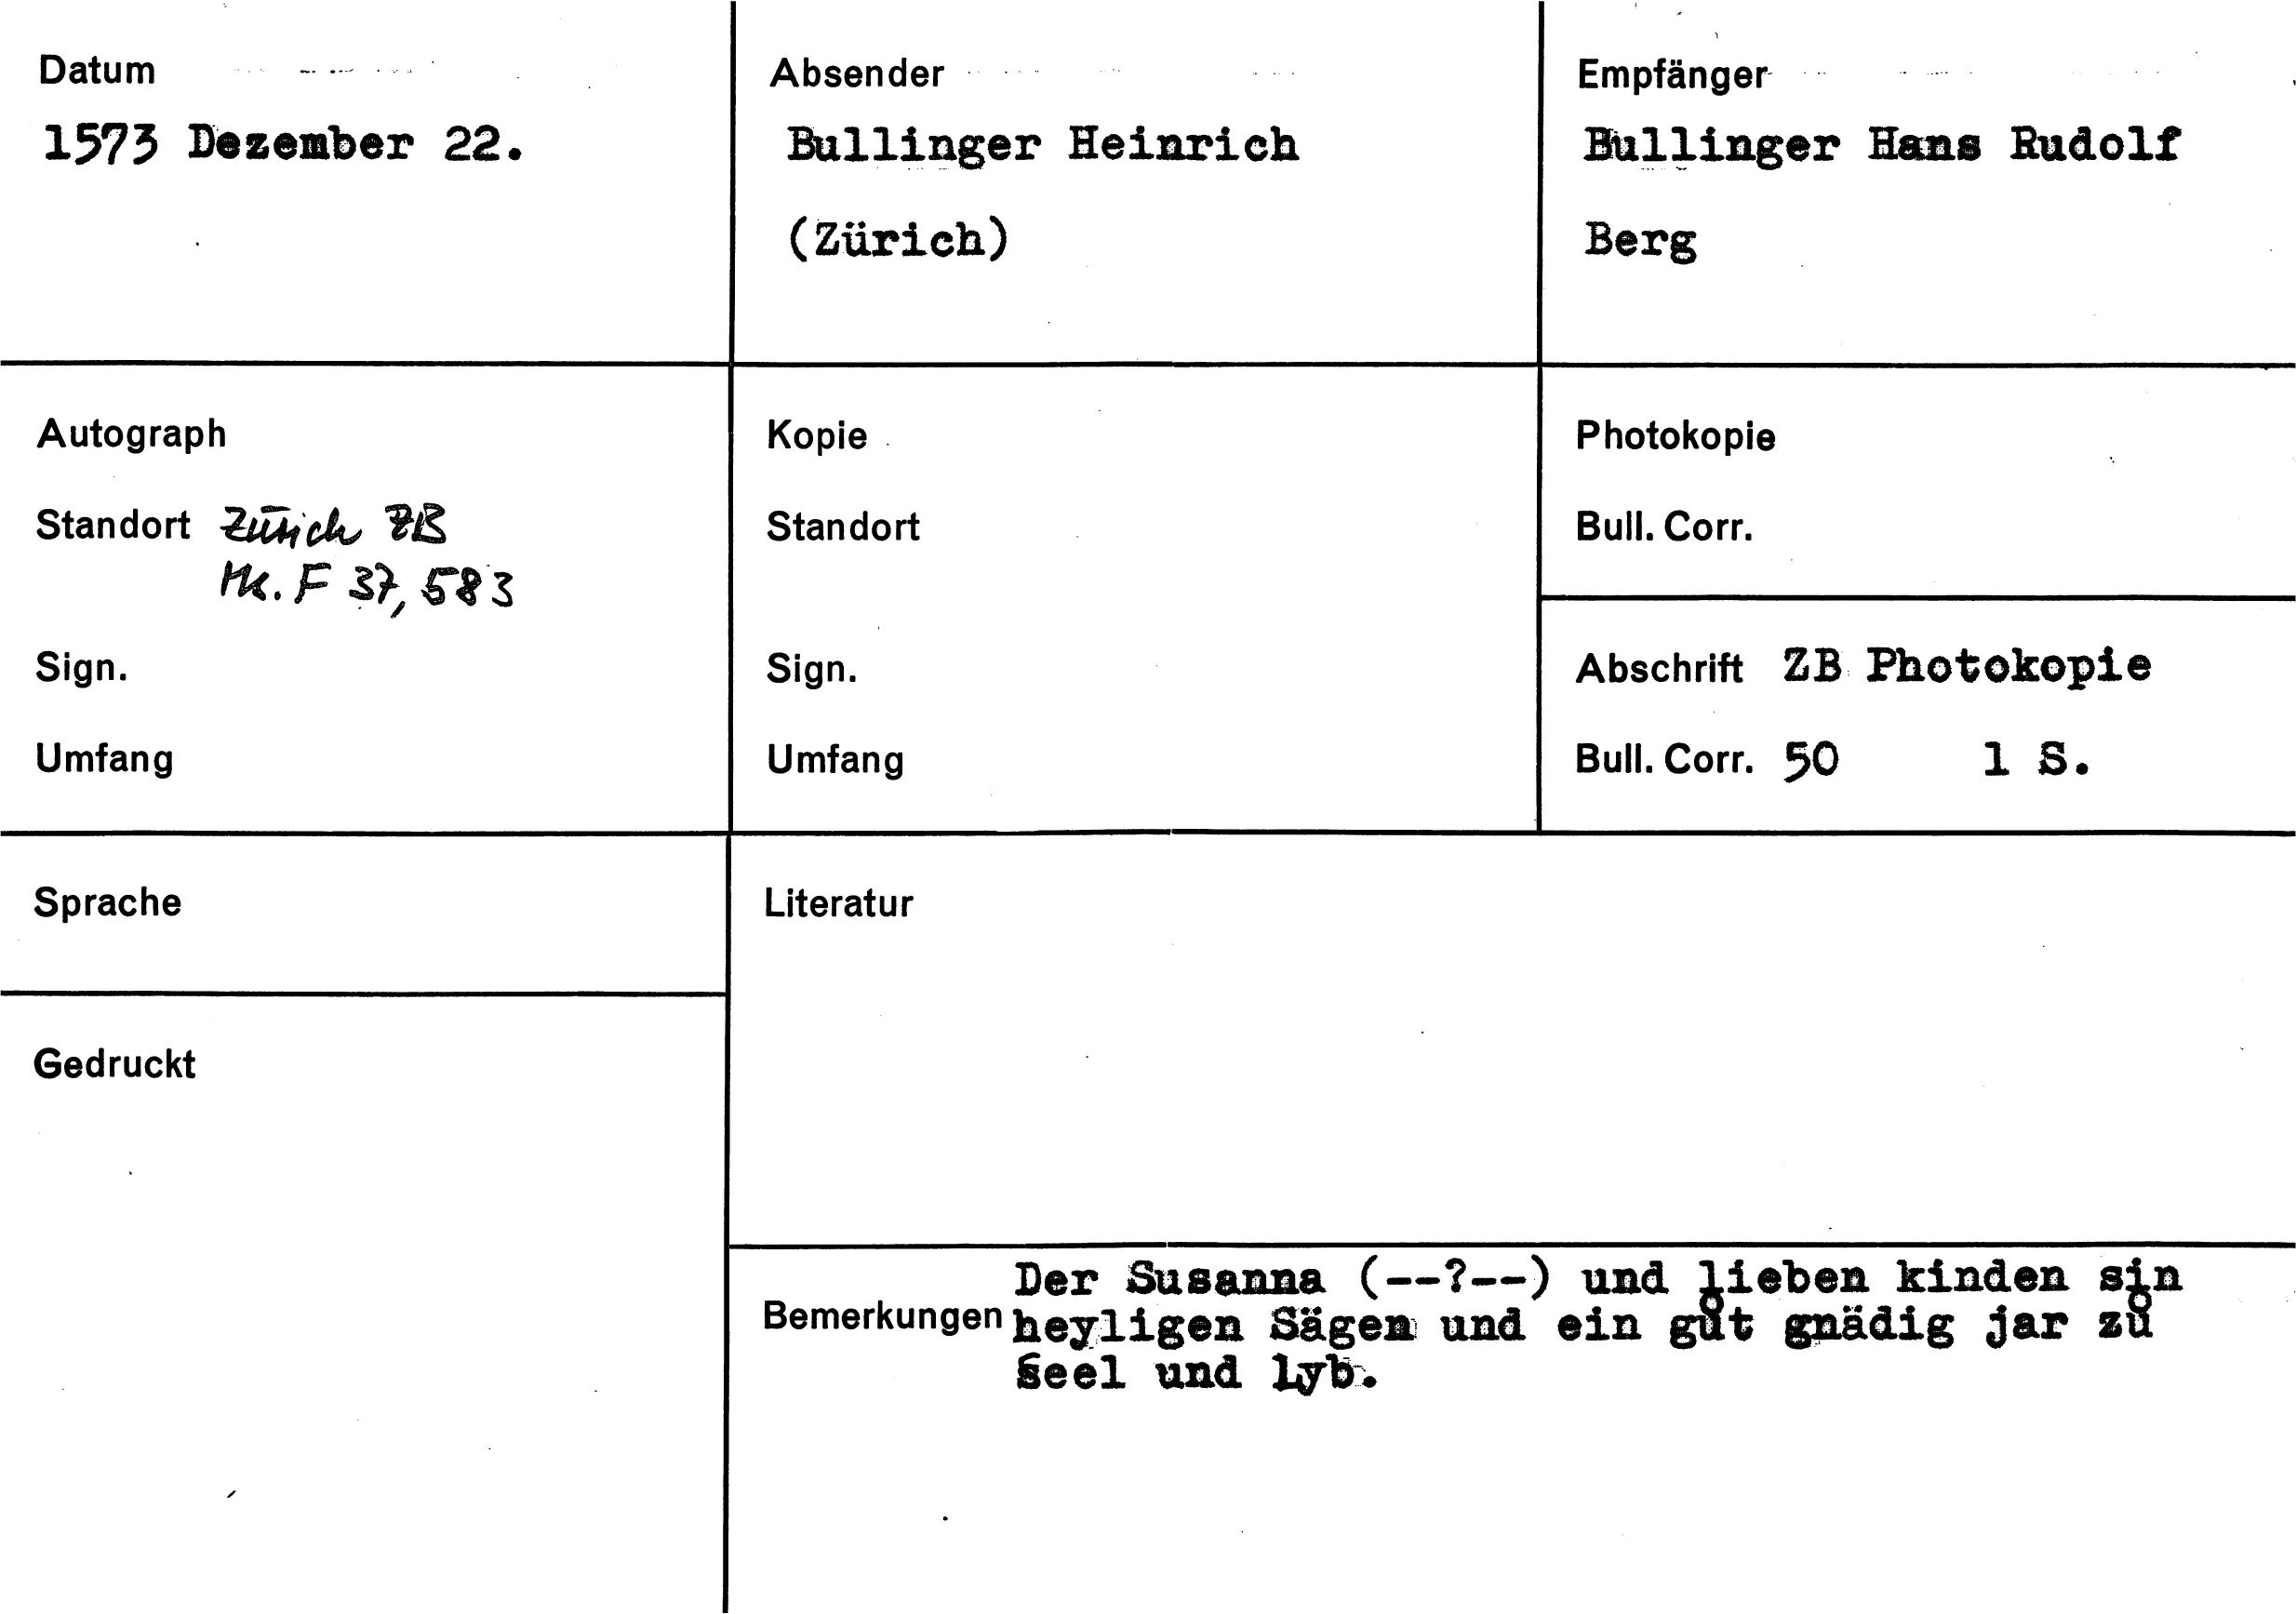 Datum
1573 Dezember 22.
Absender
Bullinger Heinrich
(Zürich)
Empfänger
Bullinger Hans Rudolf
Berg
Autograph
Standort Zürich ZB
Ms. F 37, 583
Sign.
Umfang
Kopie
Standort
Sign.
Umfang
Photokopie
Bull. Corr.
Abschrift ZB Photokopie
Bull. Corr. 50 1 S.
Sprache
Gedruckt
Literatur
Bemerkungen
Der Susanna (--?--) und lieben kinden sin
heyligen Sägen und ein gůt gnädig jar zů
Seel und lyb.